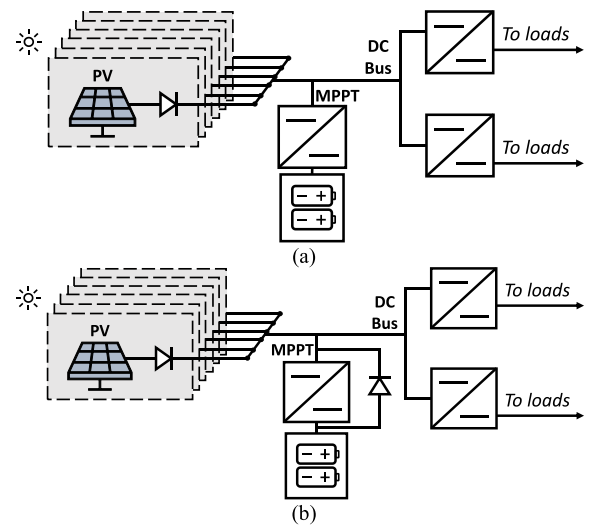 DC
Bus
To loads
PV
MPPT
To loads
(a)
DC
Bus
To loads
PV
MPPT
To loads
(b)